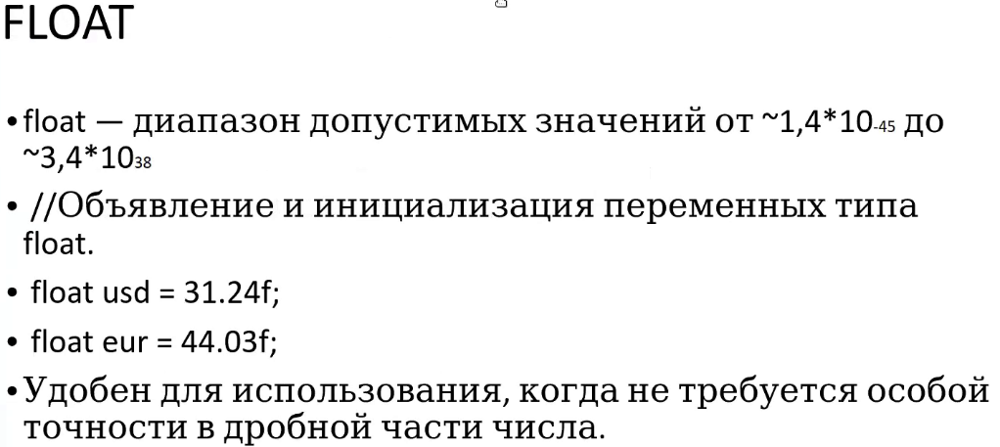 FLOAT
•float — диапазон допустимых значений от ~1,4*10-45 до
~3,4*1038
• //Объявление и инициализация переменных типа
float.
• float usd = 31.24f;
• float eur = 44.03f;
•Удобен для использования, когда не требуется особой
точности в дробной части числа.